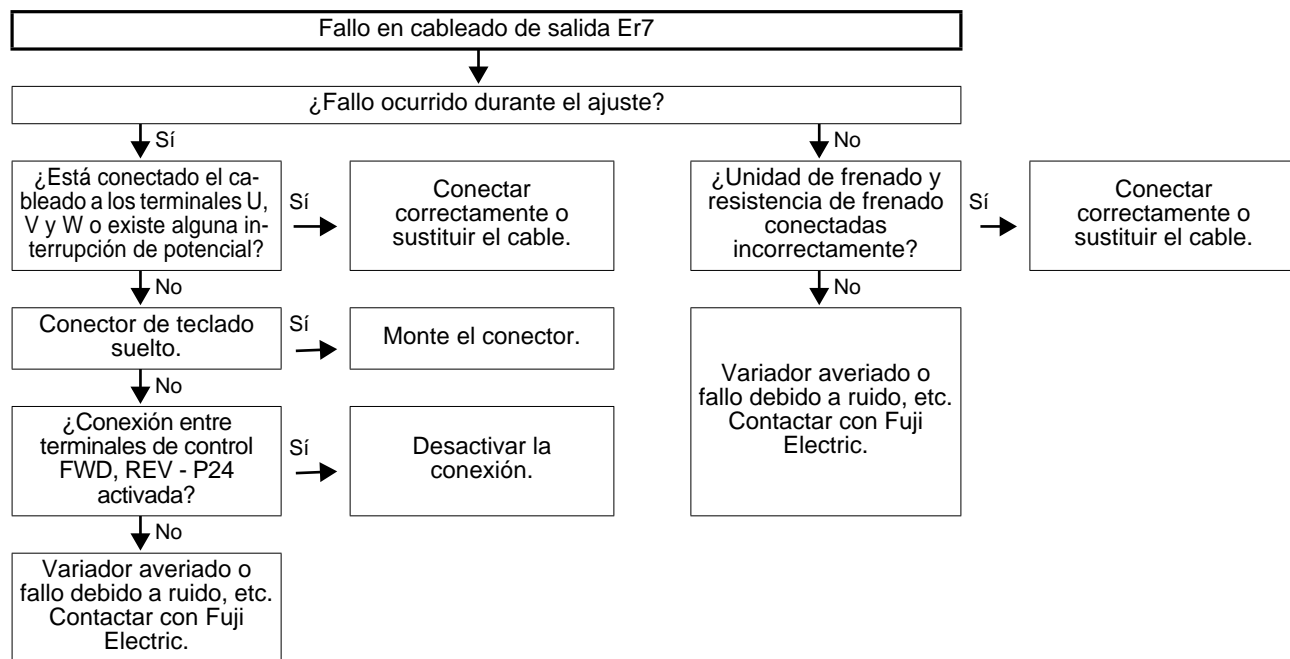 Fallo en cableado de salida Er7
¿Fallo ocurrido durante el ajuste?
Sí
No
¿Está conectado el ca-
bleado a los terminales U,
V y W o existe alguna in-
terrupción de potencial?
Sí
Conectar
correctamente o
sustituir el cable.
¿Unidad de frenado y
resistencia de frenado
conectadas
incorrectamente?
Sí
Conectar
correctamente o
sustituir el cable.
No
No
Conector de teclado
suelto.
Sí
Monte el conector.
Variador averiado o
fallo debido a ruido, etc.
Contactar con Fuji
Electric.
No
¿Conexión entre
terminales de control
FWD, REV - P24
activada?
Sí
Desactivar la
conexión.
No
Variador averiado o
fallo debido a ruido, etc.
Contactar con Fuji
Electric.